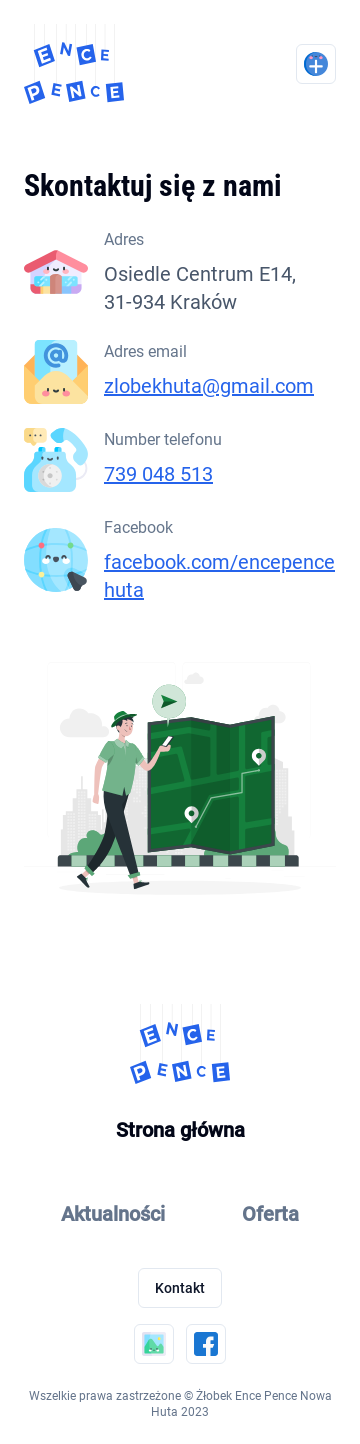 ENCE
PENCE
Skontaktuj się z nami
Adres
Osiedle Centrum E14,
31-934 Kraków
Adres email
@
zlobekhuta@gmail.com
Number telefonu
739 048 513
Facebook
facebook.com/encepence
huta
ENCE
PENCE
Strona główna
Aktualności Oferta
Kontakt
Wszelkie prawa zastrzeżone © Żłobek Ence Pence Nowa
Huta 2023